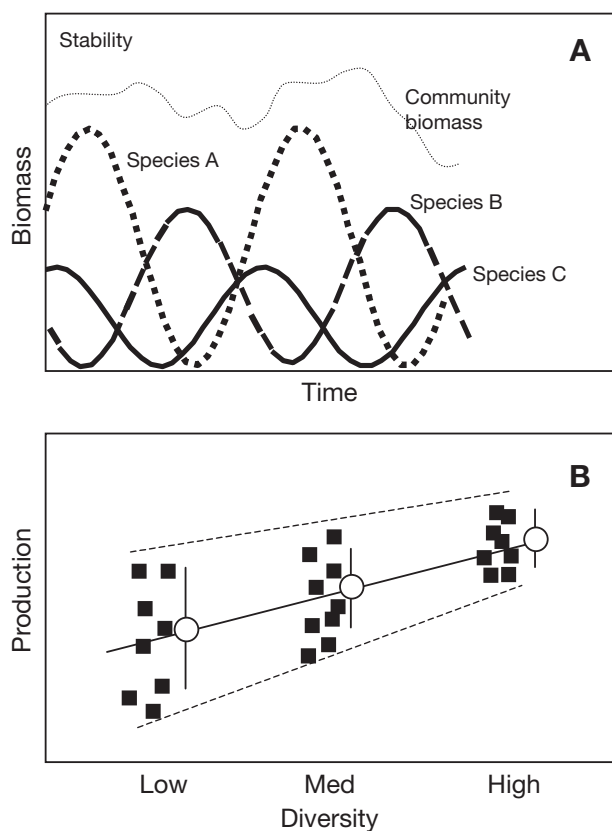 Stability
A
Community
biomass
Species A
Species B
Species C
Biomass
Time
B
Production
Low
Med
High
Diversity